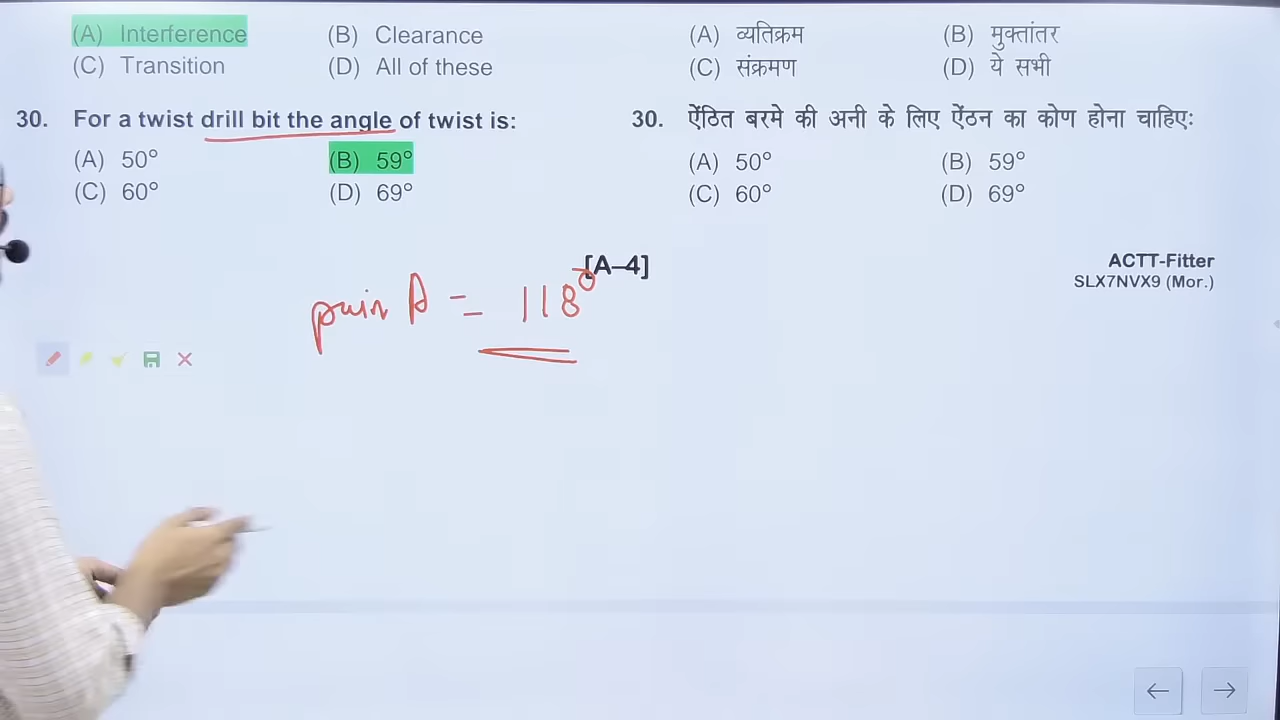 (A) Interference (B) Clearance
(C) Transition (D) All of these
30. For a twist drill bit the angle of twist is:
(A) 50° (B) 59°
(C) 60° (D) 69°
(A) व्यतिक्रम (B) मुक्तांतर
(C) संक्रमण (D) ये सभी
30. ऐंठित बरमे की अनी के लिए ऐंठन का कोण होना चाहिए:
(A) 50° (B) 59°
(C) 60° (D) 69°
[A–4]
ACTT-Fitter
SLX7NVX9 (Mor.)
A = 118°